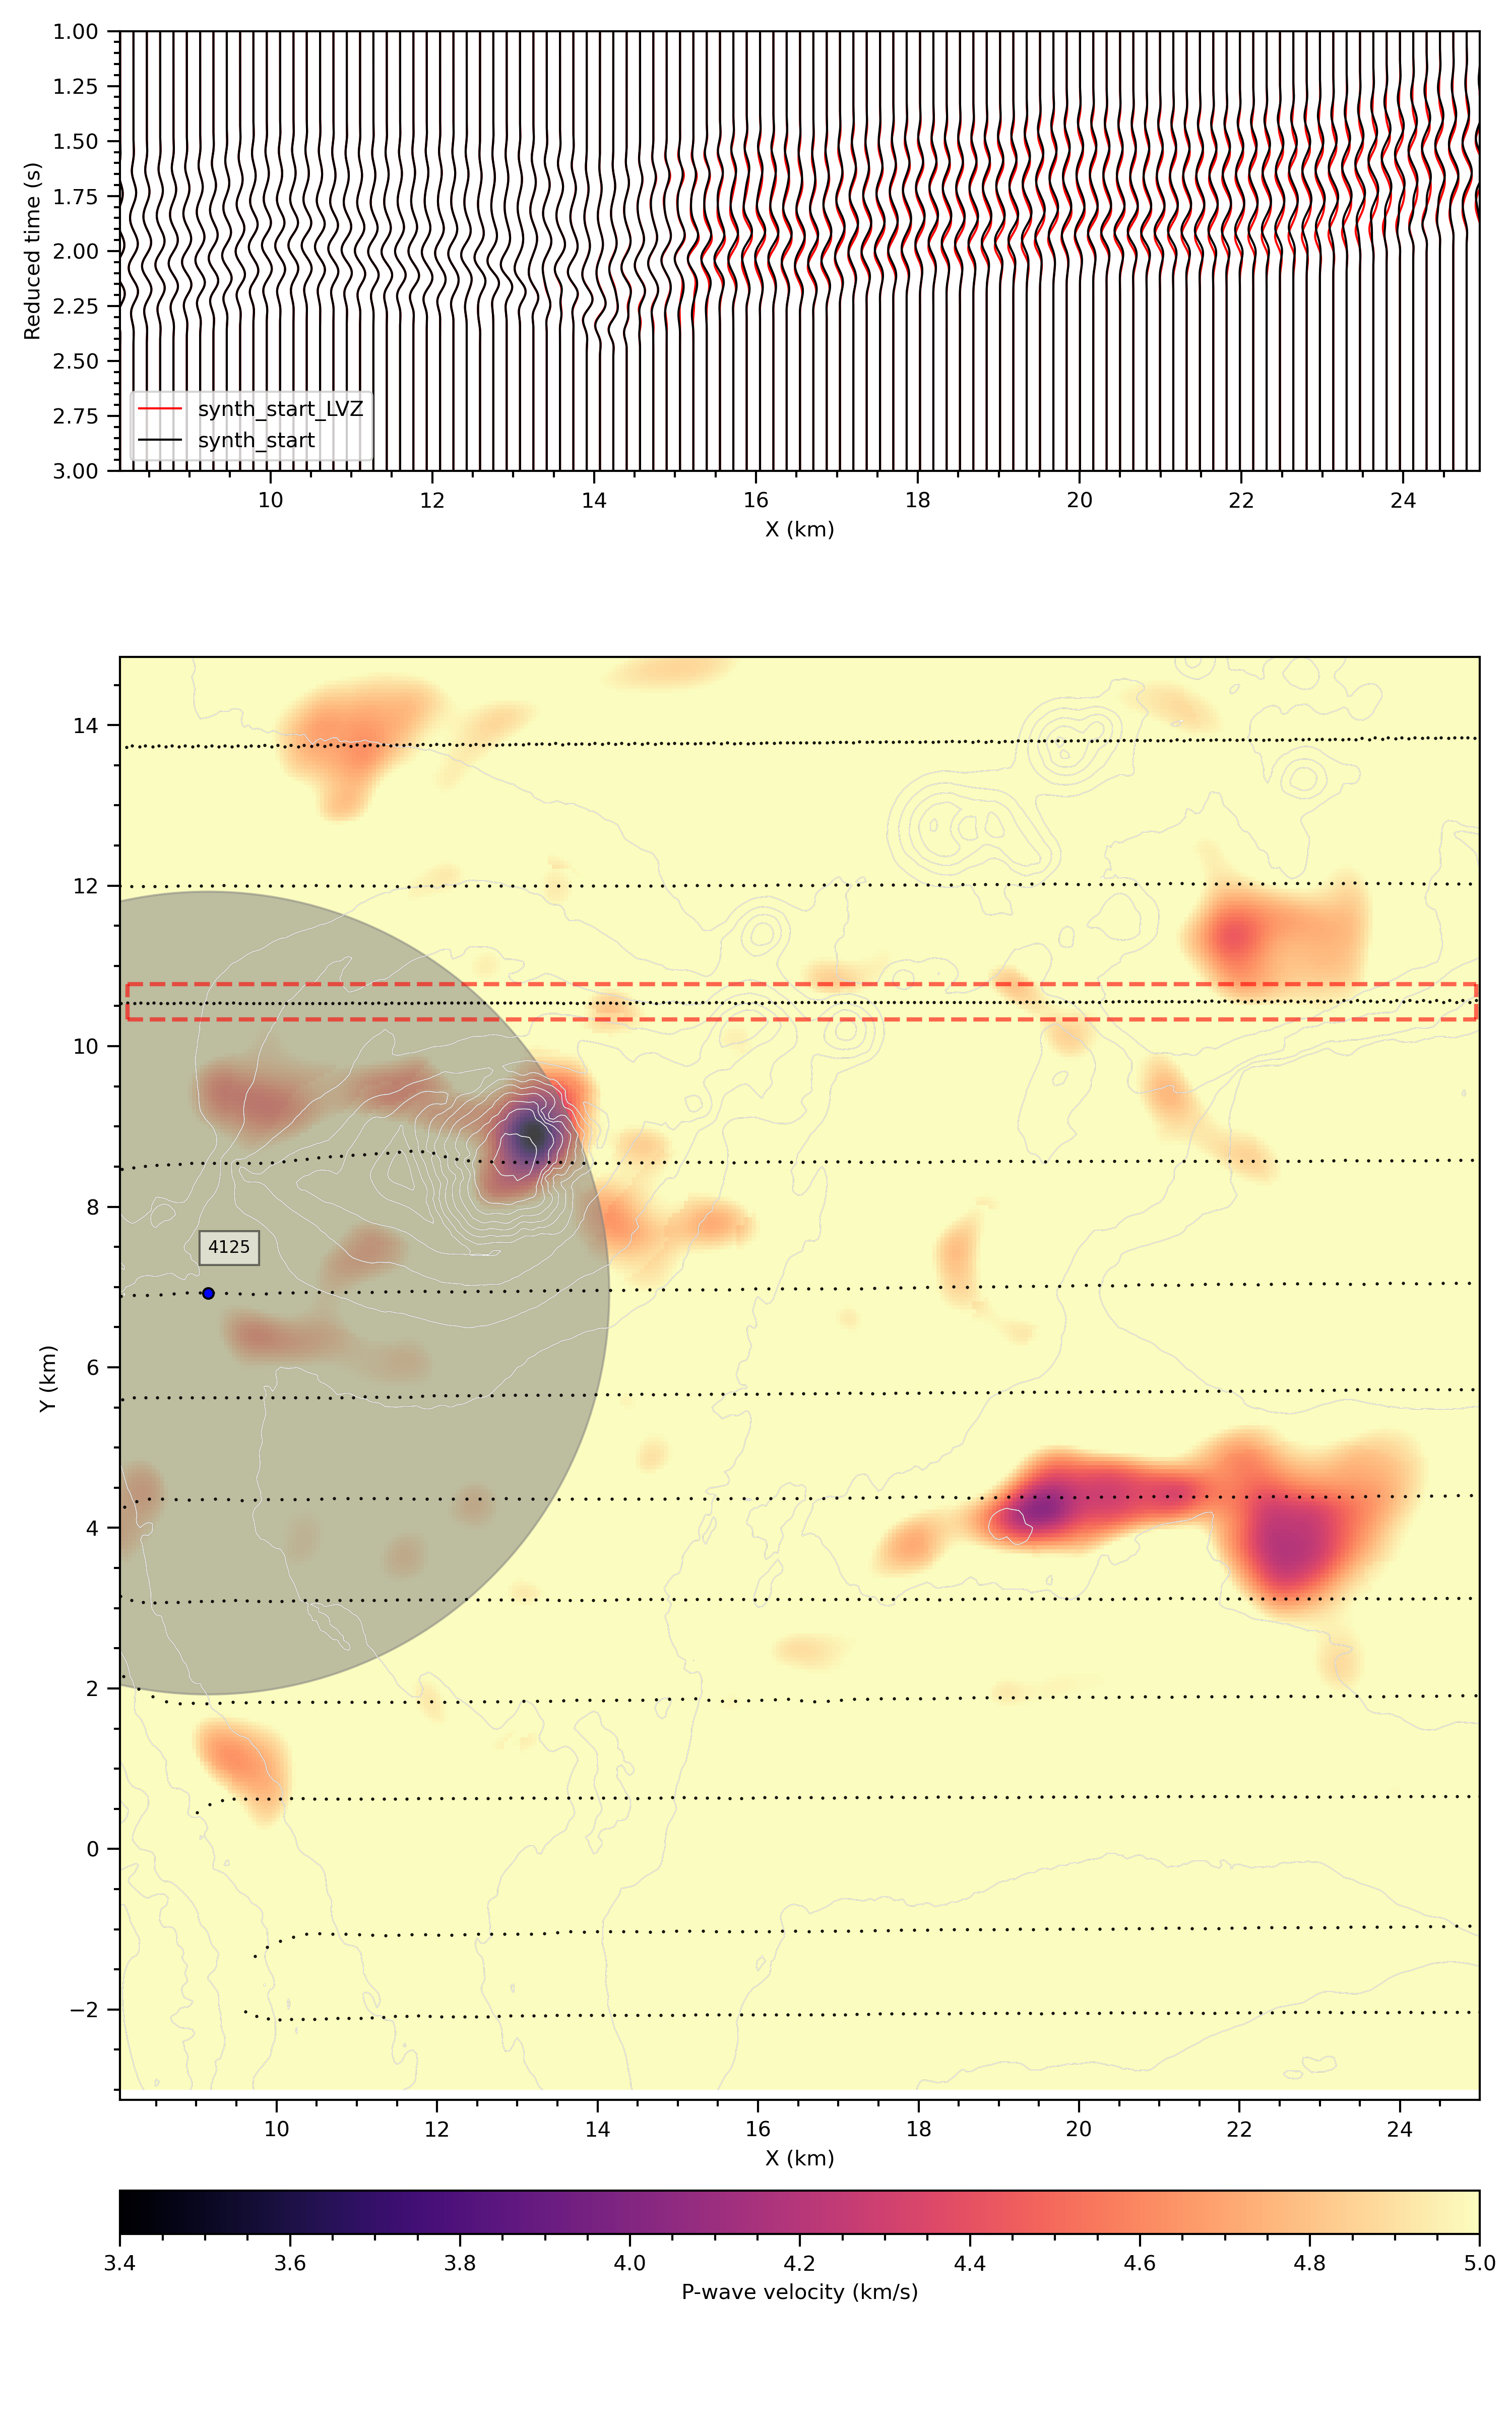 1.00
1.25
1.50
1.75
2.00
2.25
2.50
2.75
3.00
Reduced time (s)
synth_start_LVZ
synth_start
10 12 14 16 18 20 22 24
X (km)
14
12
10
8
6
4
2
0
−2
Y (km)
4125
10 12 14 16 18 20 22 24
X (km)
3.4 3.6 3.8 4.0 4.2 4.4 4.6 4.8 5.0
P-wave velocity (km/s)